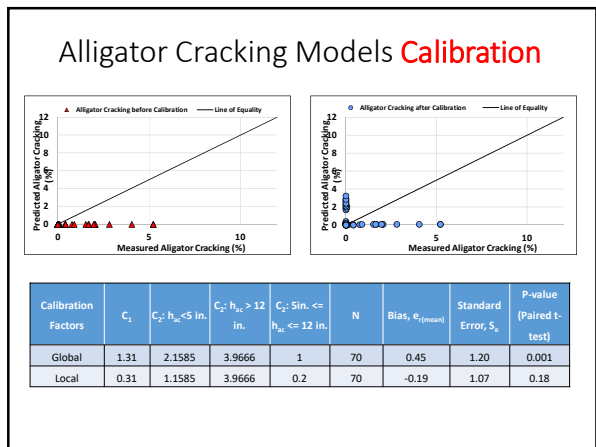 Alligator Cracking Models Calibration
Alligator Cracking before Calibration Line of Equality
Predicted Aligator Cracking (%)
12
10
8
6
4
2
0
0 5 10
Measured Aligator Cracking (%)
Alligator Cracking after Calibration Line of Equality
Predicted Aligator Cracking (%)
12
10
8
6
4
2
0
0 5 10
Measured Aligator Cracking (%)
Calibration Factors C1 C2: hac<5 in. C2: hac > 12 in. C2: 5in. <= hac <= 12 in. N Bias, er(mean) Standard Error, Se P-value (Paired t-test)
Global 1.31 2.1585 3.9666 1 70 0.45 1.20 0.001
Local 0.31 1.1585 3.9666 0.2 70 -0.19 1.07 0.18